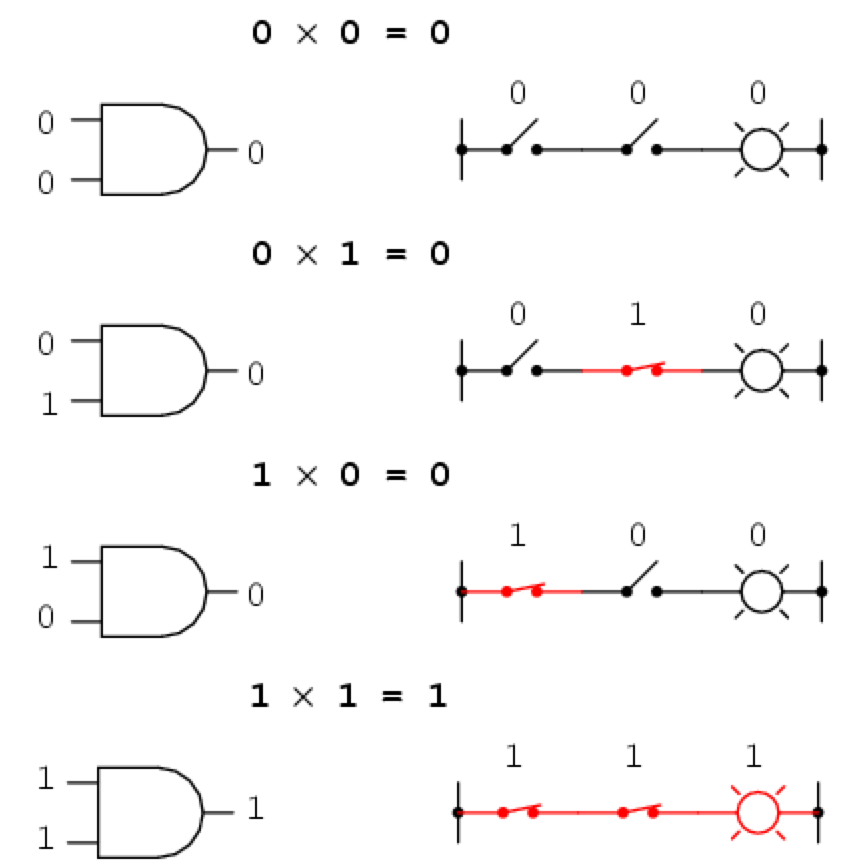 0 × 0 = 0
0 0 0
0 0
0
0 × 1 = 0
0 1 0
0 0
1
1 × 0 = 0
1 0 0
1 0
0
1 × 1 = 1
1 1 1
1 1
1